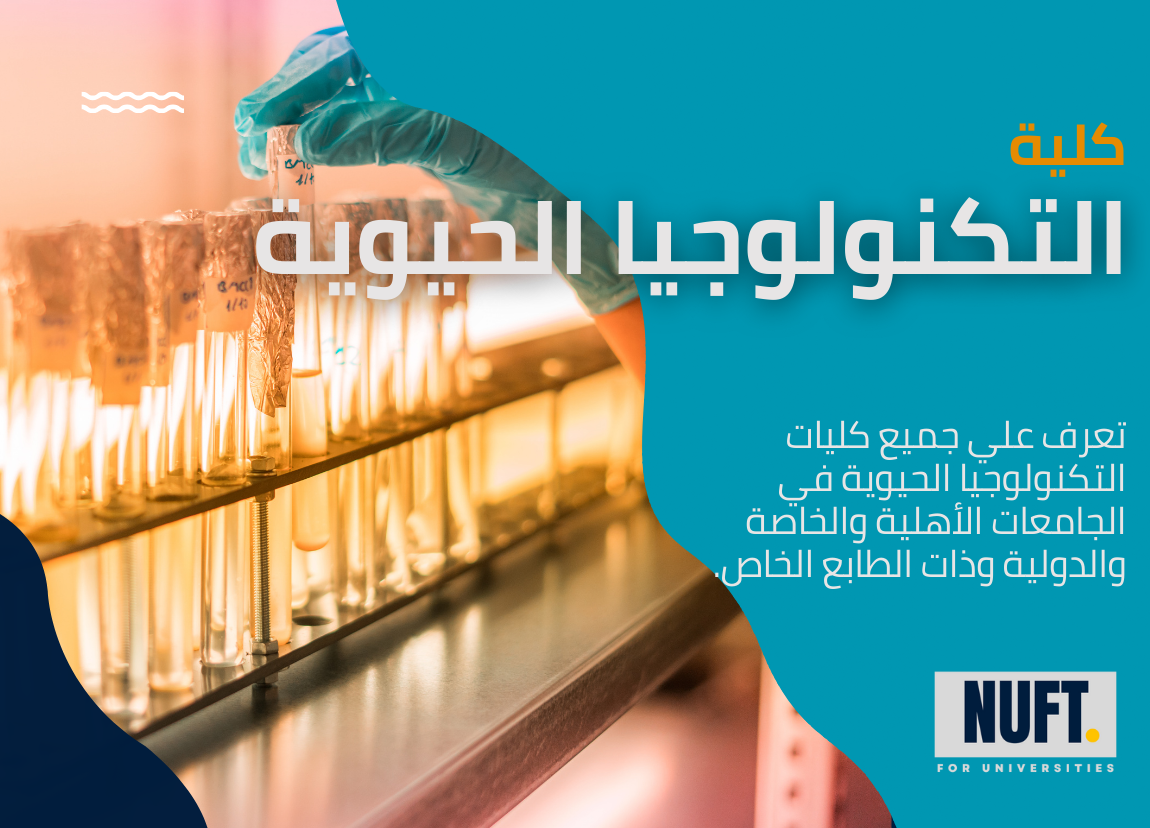 كلية
التكنولوجيا الحيوية
تعرف علي جميع كليات
التكنولوجيا الحيوية في
الجامعات الأهلية والخاصة
والدولية وذات الطابع الخاص.
NUFT.
FOR UNIVERSITIES